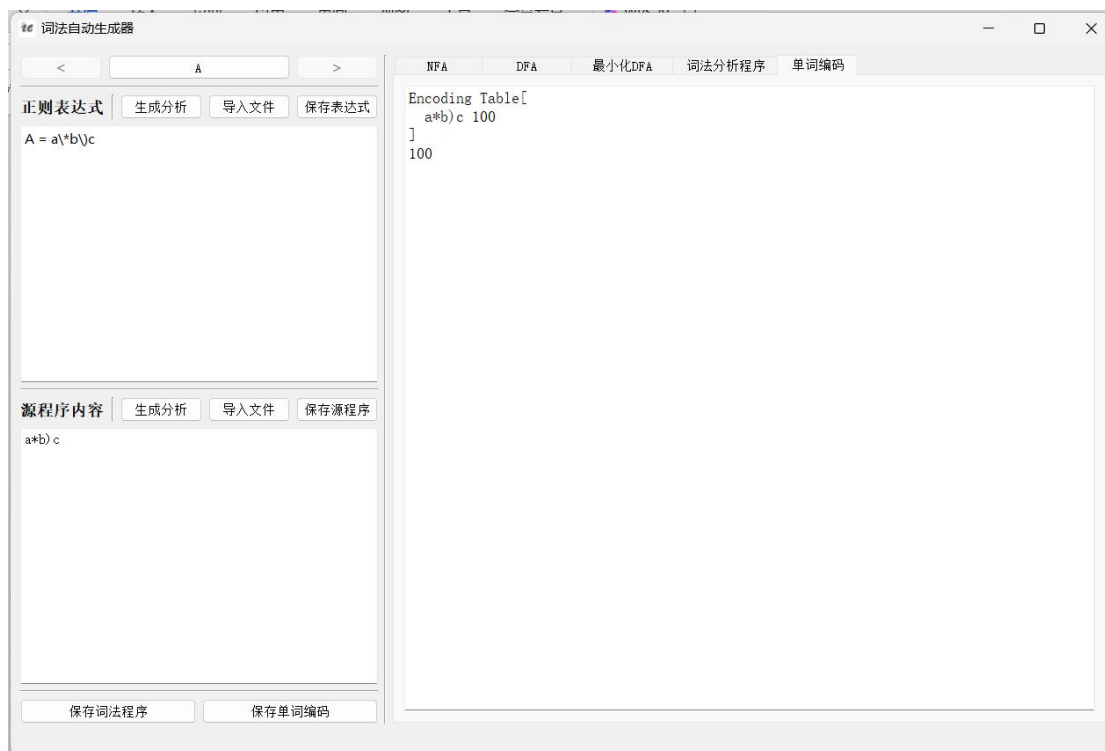 词法自动生成器
< A >
NFA DFA 最小化DFA 词法分析程序 单词编码
正则表达式 生成分析 导入文件 保存表达式
A = a\*b\)c
Encoding Table[
a*b)c 100
]
100
源程序内容 生成分析 导入文件 保存源程序
a*b)c
保存词法程序 保存单词编码